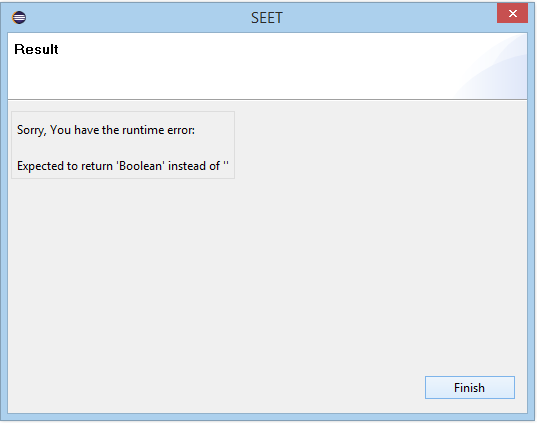 SEET
Result
Sorry, You have the runtime error:
Expected to return 'Boolean' instead of ''
Finish